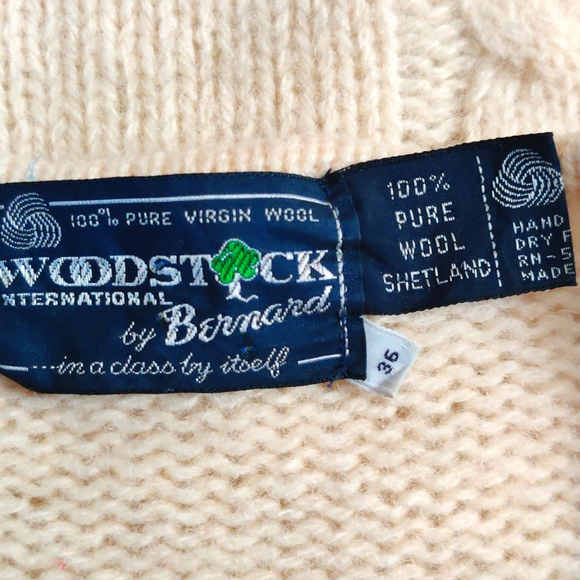 100% PURE VIRGIN WOOL
WOODSTOCK
INTERNATIONAL
by Bernard
...in a class by itself
36
100%
PURE
WOOL
SHETLAND
HAND
DRY F
RN-5
MADE